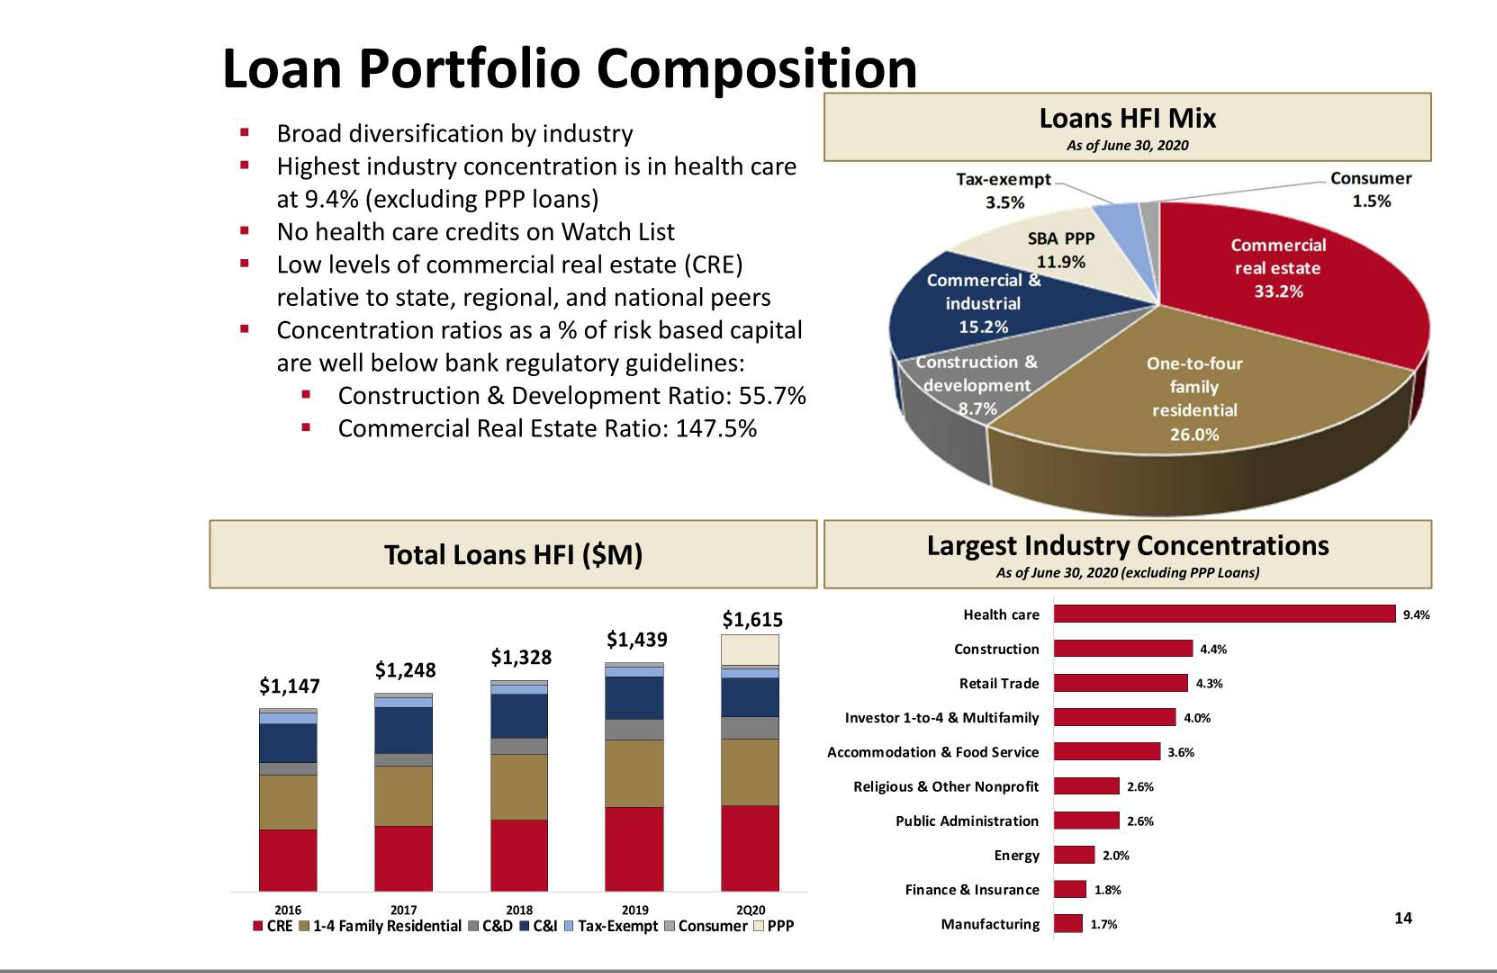 Loan Portfolio Composition
▪ Broad diversification by industry
▪ Highest industry concentration is in health care
at 9.4% (excluding PPP loans)
▪ No health care credits on Watch List
▪ Low levels of commercial real estate (CRE)
relative to state, regional, and national peers
▪ Concentration ratios as a % of risk based capital
are well below bank regulatory guidelines:
▪ Construction & Development Ratio: 55.7%
▪ Commercial Real Estate Ratio: 147.5%
Loans HFI Mix
As of June 30, 2020
Tax-exempt
3.5%
Consumer
1.5%
SBA PPP
11.9%
Commercial
real estate
33.2%
Commercial &
industrial
15.2%
Construction &
development
8.7%
One-to-four
family
residential
26.0%
Total Loans HFI ($M)
$1,147
$1,248
$1,328
$1,439
$1,615
2016
2017
2018
2019
2Q20
CRE 1-4 Family Residential C&D C&I Tax-Exempt Consumer PPP
Largest Industry Concentrations
As of June 30, 2020 (excluding PPP Loans)
Health care 9.4%
Construction 4.4%
Retail Trade 4.3%
Investor 1-to-4 & Multifamily 4.0%
Accommodation & Food Service 3.6%
Religious & Other Nonprofit 2.6%
Public Administration 2.6%
Energy 2.0%
Finance & Insurance 1.8%
Manufacturing 1.7%
14